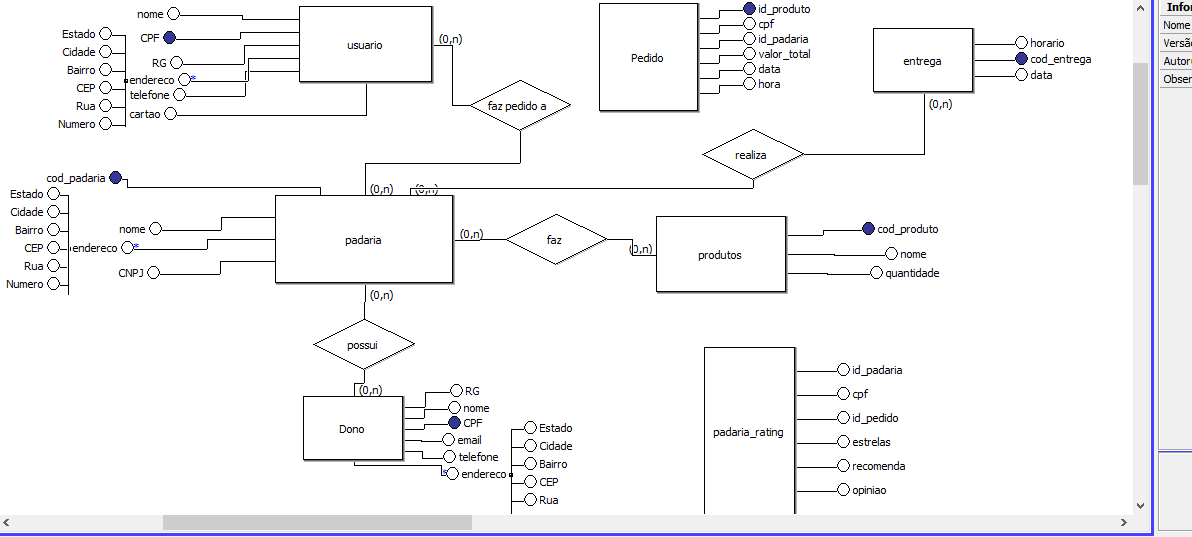 nome
CPF
RG
endereco
*
telefone
cartao
Estado
Cidade
Bairro
CEP
Rua
Numero
usuario
(0,n)
faz pedido a
(0,n)
Pedido
id_produto
cpf
id_padaria
valor_total
data
hora
entrega
horario
cod_entrega
data
(0,n)
realiza
(0,n)
cod_padaria
Estado
Cidade
Bairro
CEP
Rua
Numero
nome
endereco
*
CNPJ
padaria
(0,n)
faz
(0,n)
produtos
cod_produto
nome
quantidade
(0,n)
possui
(0,n)
Dono
RG
nome
CPF
email
telefone
*
endereco
Estado
Cidade
Bairro
CEP
Rua
padaria_rating
id_padaria
cpf
id_pedido
estrelas
recomenda
opiniao
Infor
Nome
Versão
Autor(
Obser